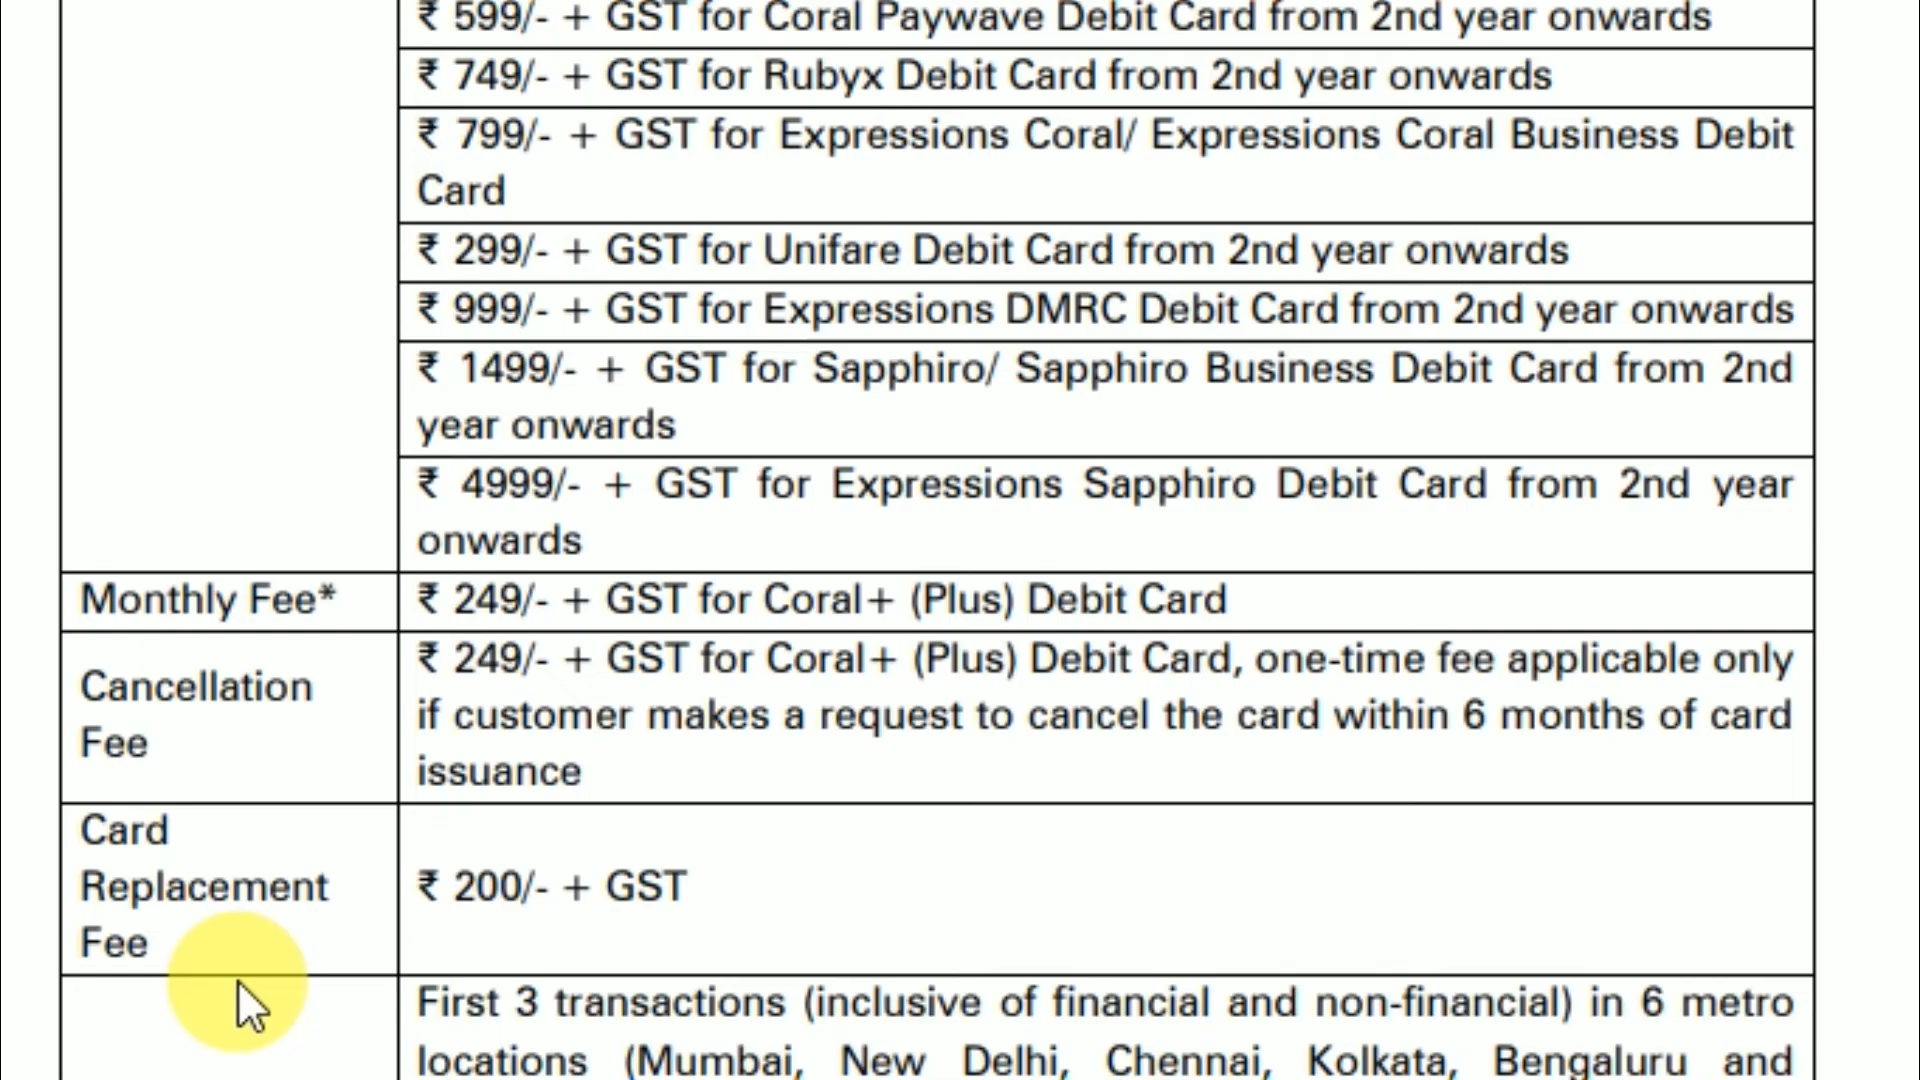 ₹ 599/- + GST for Coral Paywave Debit Card from 2nd year onwards
₹ 749/- + GST for Rubyx Debit Card from 2nd year onwards
₹ 799/- + GST for Expressions Coral/ Expressions Coral Business Debit
Card
₹ 299/- + GST for Unifare Debit Card from 2nd year onwards
₹ 999/- + GST for Expressions DMRC Debit Card from 2nd year onwards
₹ 1499/- + GST for Sapphiro/ Sapphiro Business Debit Card from 2nd
year onwards
₹ 4999/- + GST for Expressions Sapphiro Debit Card from 2nd year
onwards
Monthly Fee*
₹ 249/- + GST for Coral+ (Plus) Debit Card
Cancellation
Fee
₹ 249/- + GST for Coral+ (Plus) Debit Card, one-time fee applicable only
if customer makes a request to cancel the card within 6 months of card
issuance
Card
Replacement
Fee
₹ 200/- + GST
First 3 transactions (inclusive of financial and non-financial) in 6 metro
locations (Mumbai, New Delhi, Chennai, Kolkata, Bengaluru and